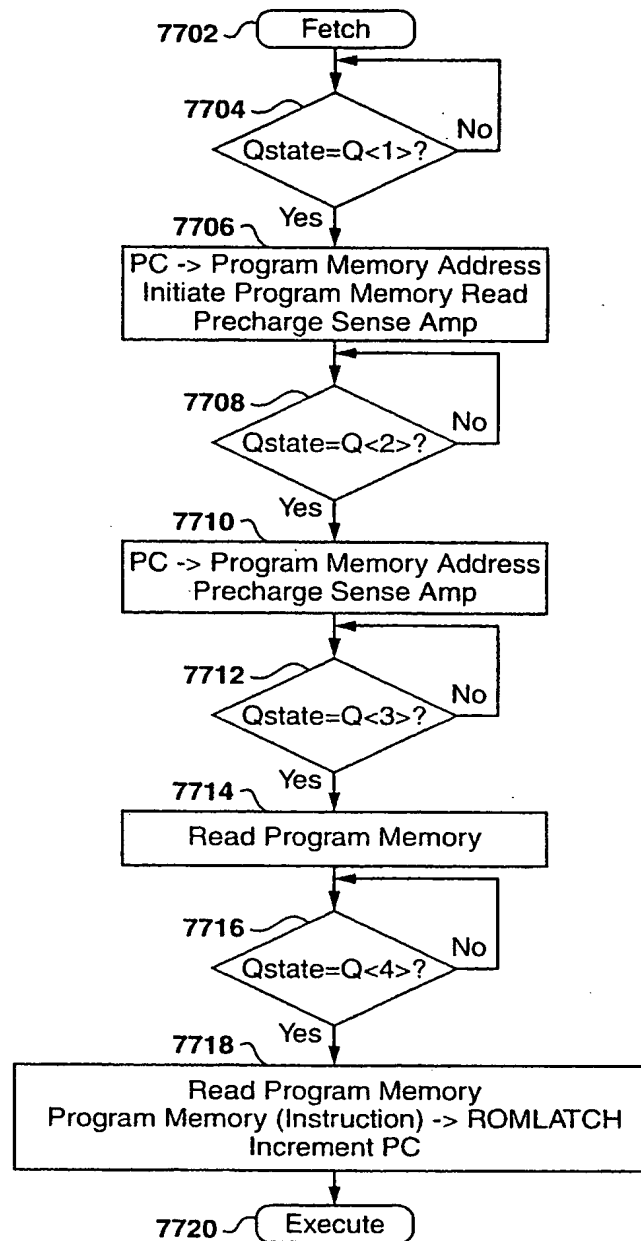 7702
Fetch
7704
Qstate=Q<1>?
No
Yes
7706
PC -> Program Memory Address
Initiate Program Memory Read
Precharge Sense Amp
7708
Qstate=Q<2>?
No
Yes
7710
PC -> Program Memory Address
Precharge Sense Amp
7712
Qstate=Q<3>?
No
Yes
7714
Read Program Memory
7716
Qstate=Q<4>?
No
Yes
7718
Read Program Memory
Program Memory (Instruction) -> ROMLATCH
Increment PC
7720
Execute